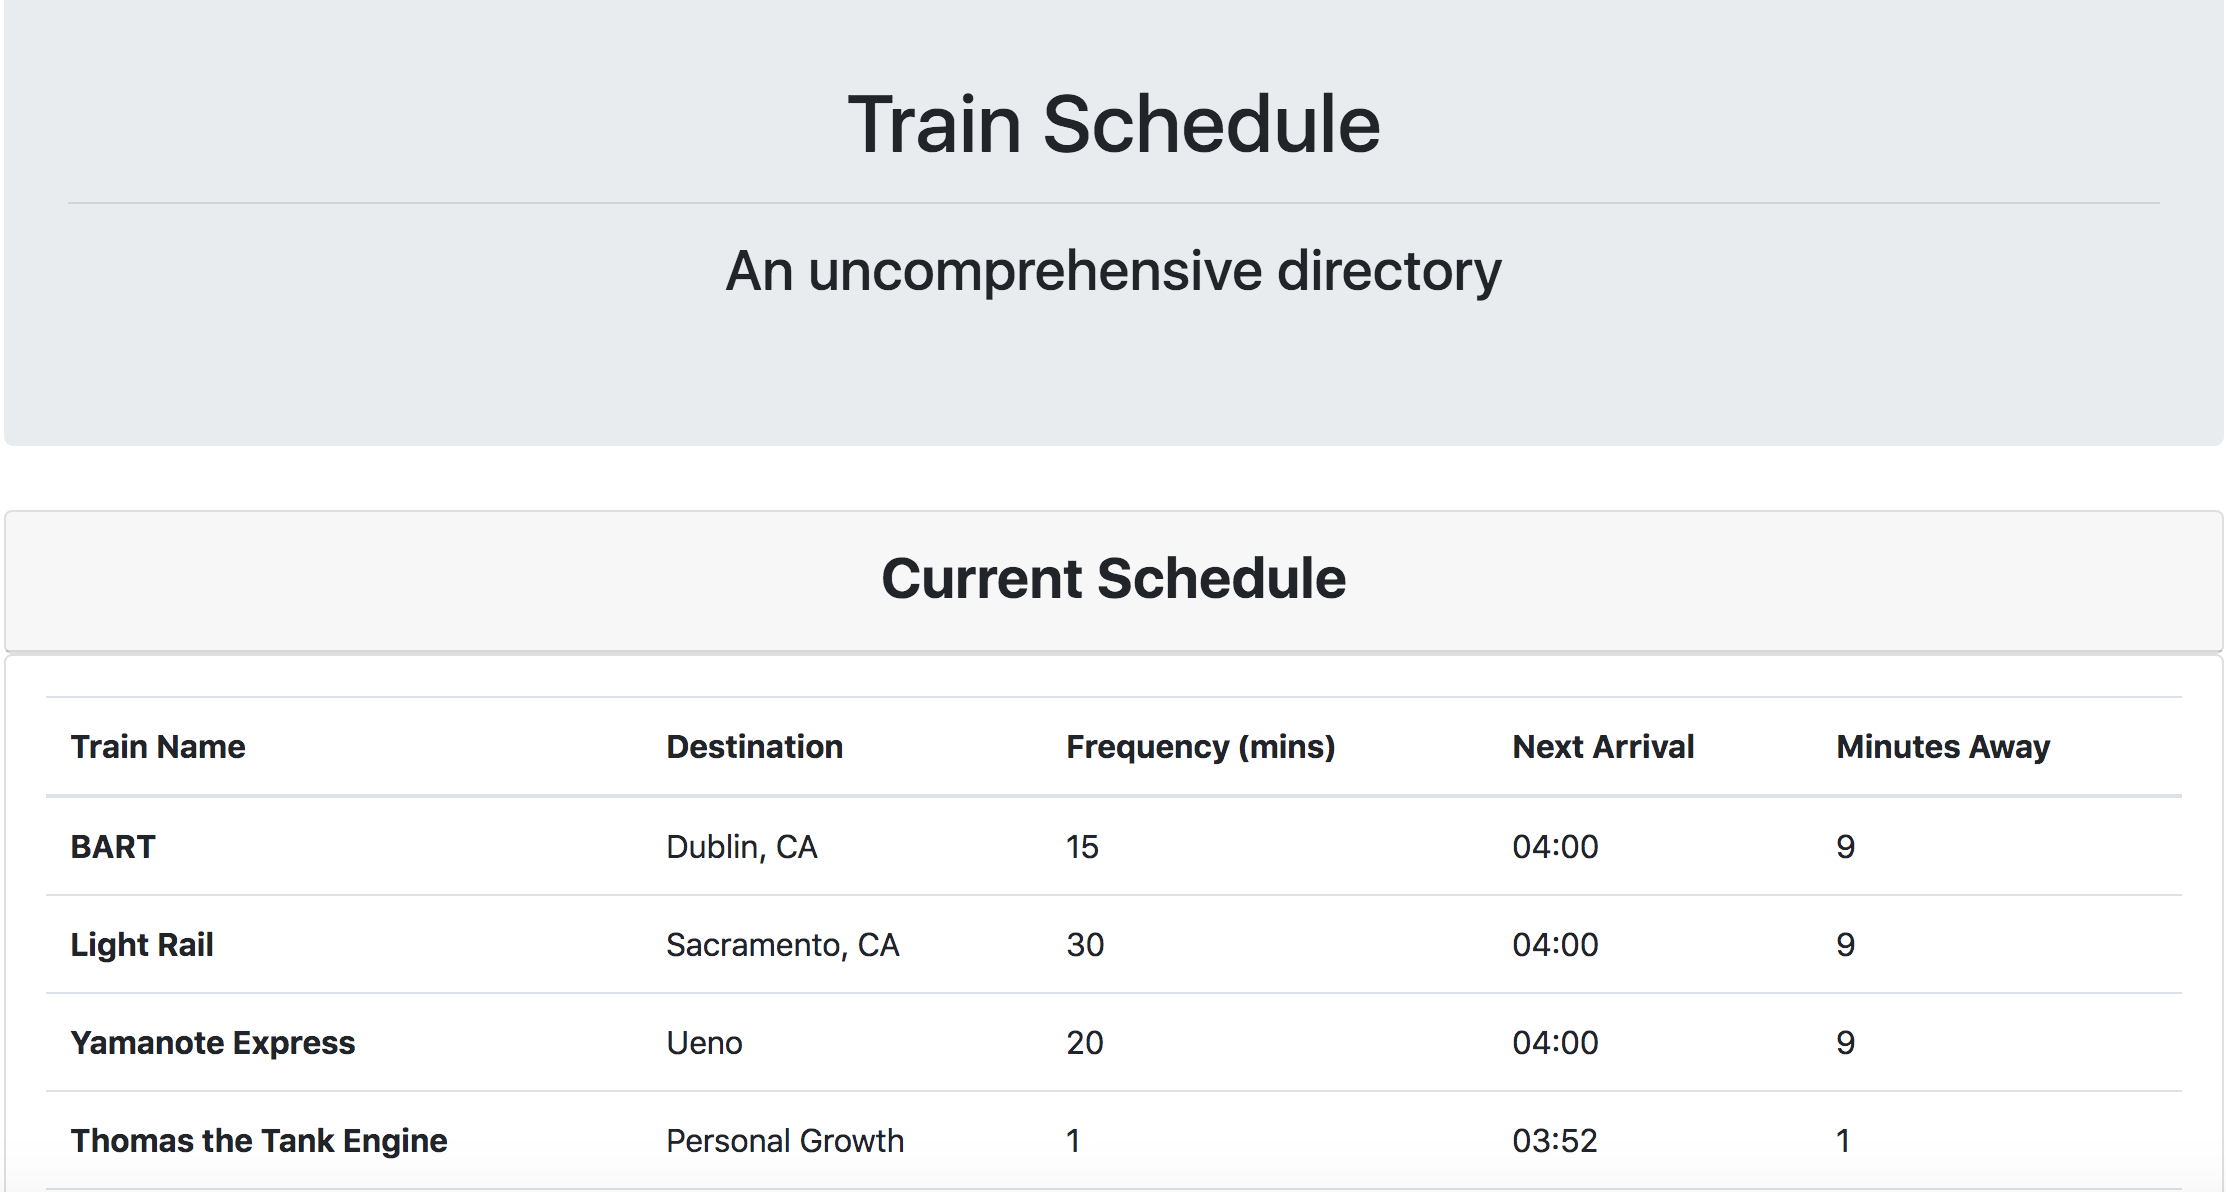 Train Schedule
An uncomprehensive directory
Current Schedule
Train Name Destination Frequency (mins) Next Arrival Minutes Away
BART Dublin, CA 15 04:00 9
Light Rail Sacramento, CA 30 04:00 9
Yamanote Express Ueno 20 04:00 9
Thomas the Tank Engine Personal Growth 1 03:52 1